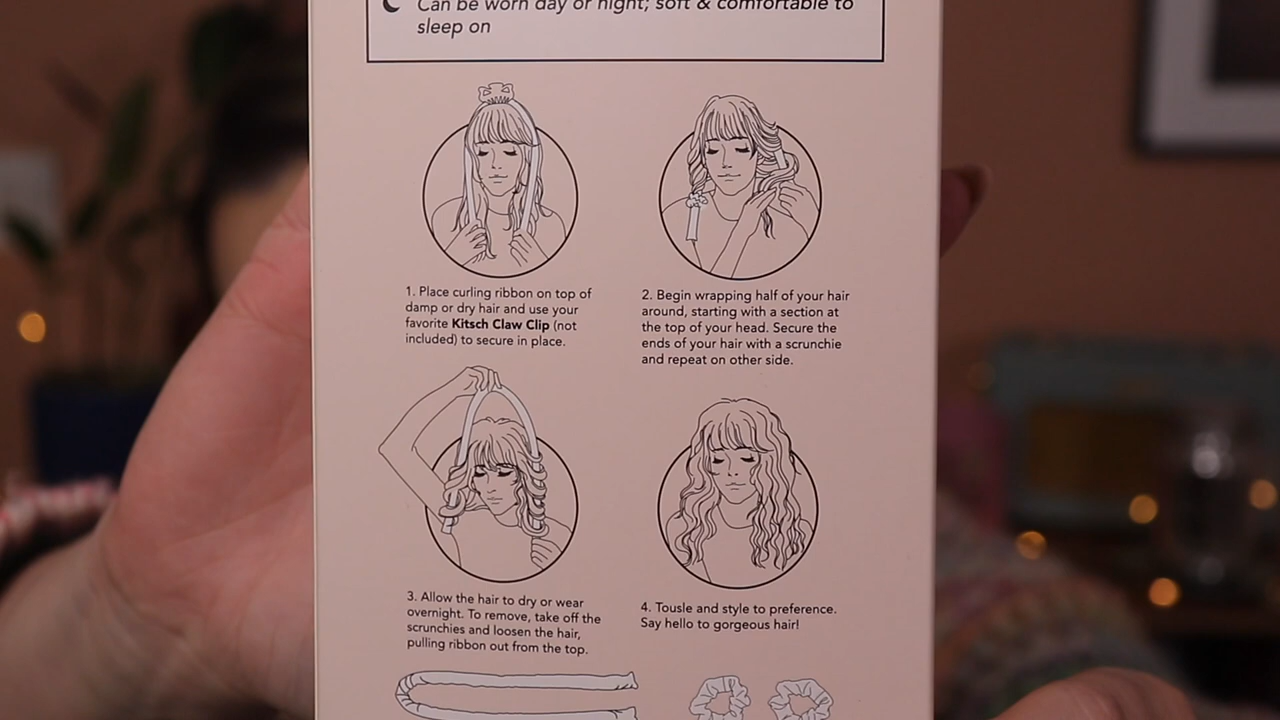 Can be worn day or night; soft & comfortable to
sleep on
1. Place curling ribbon on top of
damp or dry hair and use your
favorite Kitsch Claw Clip (not
included) to secure in place.
2. Begin wrapping half of your hair
around, starting with a section at
the top of your head. Secure the
ends of your hair with a scrunchie
and repeat on other side.
3. Allow the hair to dry or wear
overnight. To remove, take off the
scrunchies and loosen the hair,
pulling ribbon out from the top.
4. Tousle and style to preference.
Say hello to gorgeous hair!